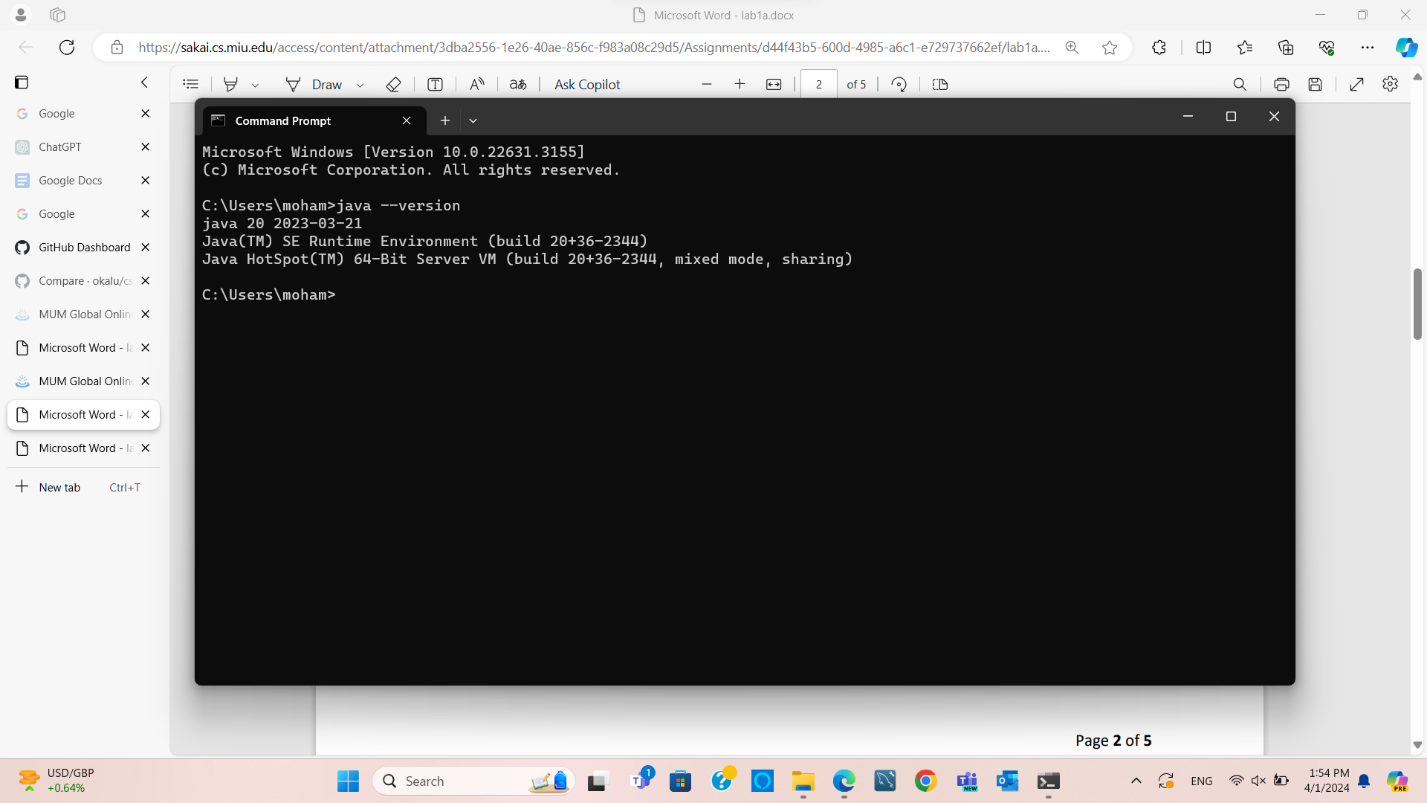 Microsoft Word - lab1a.docx
https://sakai.cs.miu.edu/access/content/attachment/3dba2556-1e26-40ae-856c-f983a08c29d5/Assignments/d44f43b5-600d-4985-a6c1-e729737662ef/lab1a....
Draw
Ask Copilot
2 of 5
Google
ChatGPT
Google Docs
Google
GitHub Dashboard
Compare · okalu/cs
MUM Global Onlin
Microsoft Word - la
MUM Global Onlin
Microsoft Word - la
Microsoft Word - la
New tab Ctrl+T
Command Prompt
Microsoft Windows [Version 10.0.22631.3155]
(c) Microsoft Corporation. All rights reserved.
C:\Users\moham>java --version
java 20 2023-03-21
Java(TM) SE Runtime Environment (build 20+36-2344)
Java HotSpot(TM) 64-Bit Server VM (build 20+36-2344, mixed mode, sharing)
C:\Users\moham>
Page 2 of 5
USD/GBP
+0.64%
Search
1
NEW
ENG
1:54 PM
4/1/2024
PRE